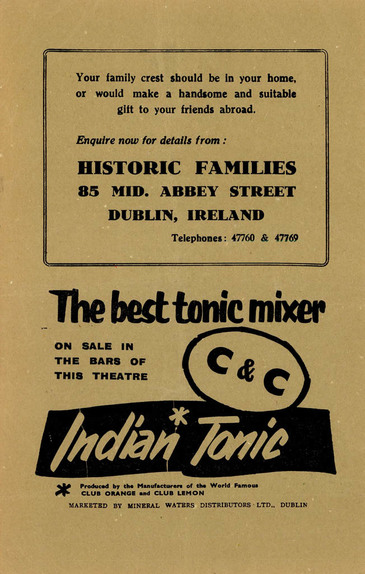 Your family crest should be in your home,
or would make a handsome and suitable
gift to your friends abroad.
Enquire now for details from :
HISTORIC FAMILIES
85 MID. ABBEY STREET
DUBLIN, IRELAND
Telephones: 47760 & 47769
The best tonic mixer
ON SALE IN
THE BARS OF
THIS THEATRE
C & C
Indian* Tonic
* Produced by the Manufacturers of the World Famous
CLUB ORANGE and CLUB LEMON
MARKETED BY MINERAL WATERS DISTRIBUTORS LTD., DUBLIN